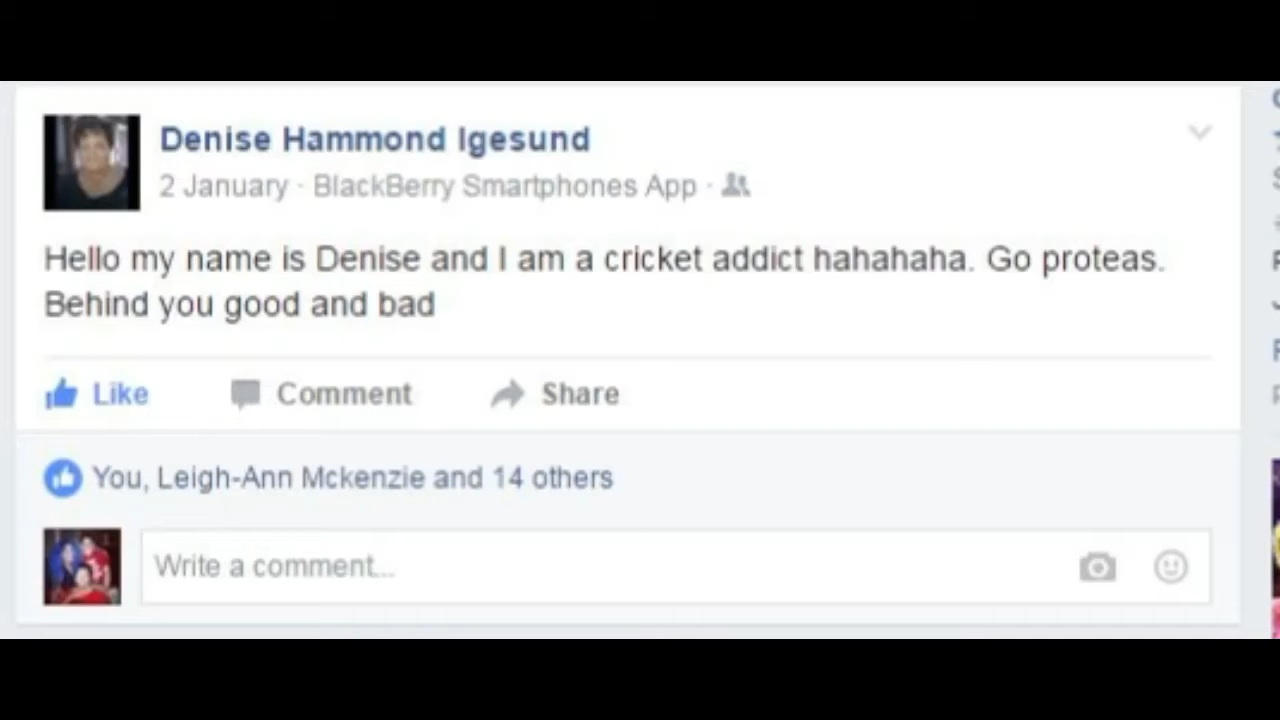 Denise Hammond Igesund
2 January · BlackBerry Smartphones App ·
Hello my name is Denise and I am a cricket addict hahahaha. Go proteas.
Behind you good and bad
Like Comment Share
You, Leigh-Ann Mckenzie and 14 others
Write a comment...